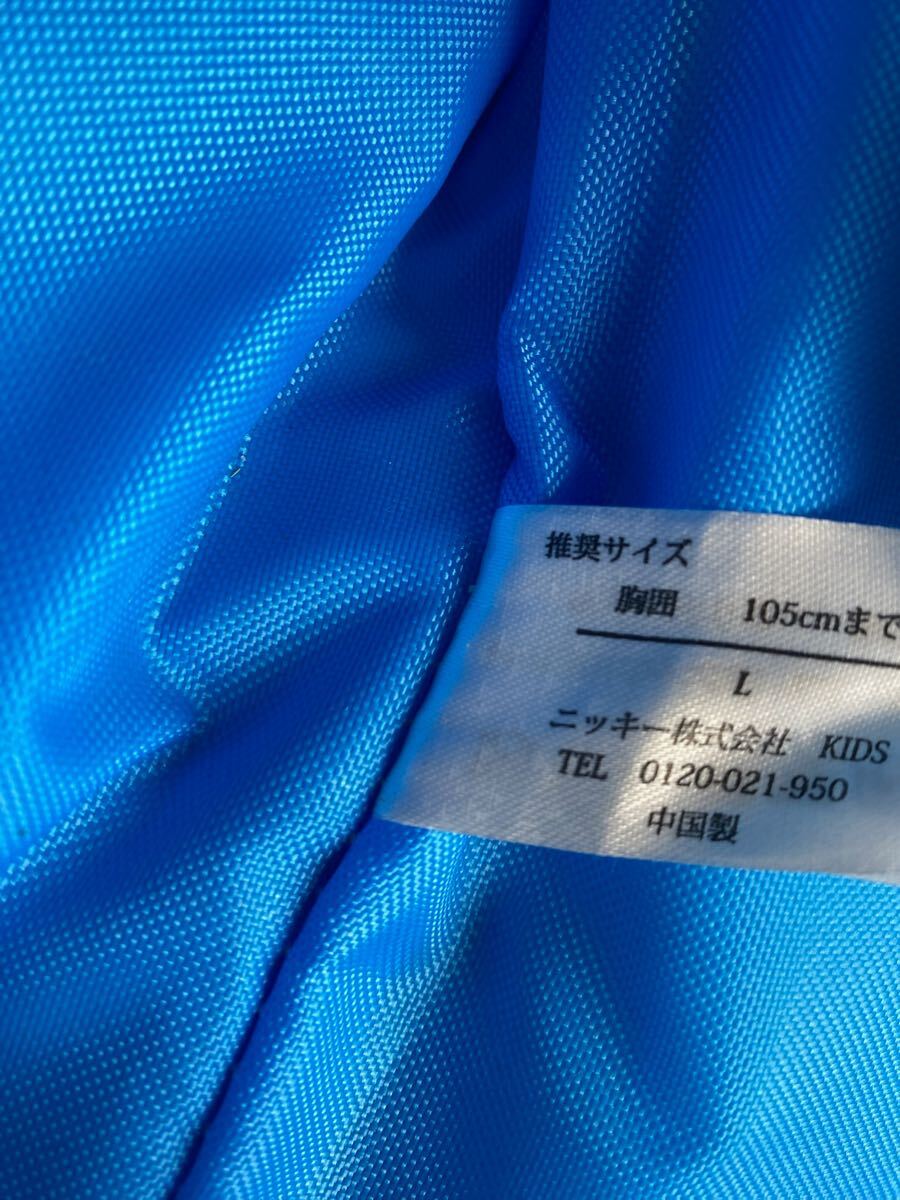 推奨サイズ
胸囲 105cmまで
L
ニッキー株式会社 KIDS
TEL 0120-021-950
中国製